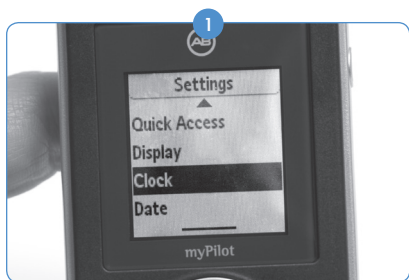 1
AB
Settings
Quick Access
Display
Clock
Date
myPilot